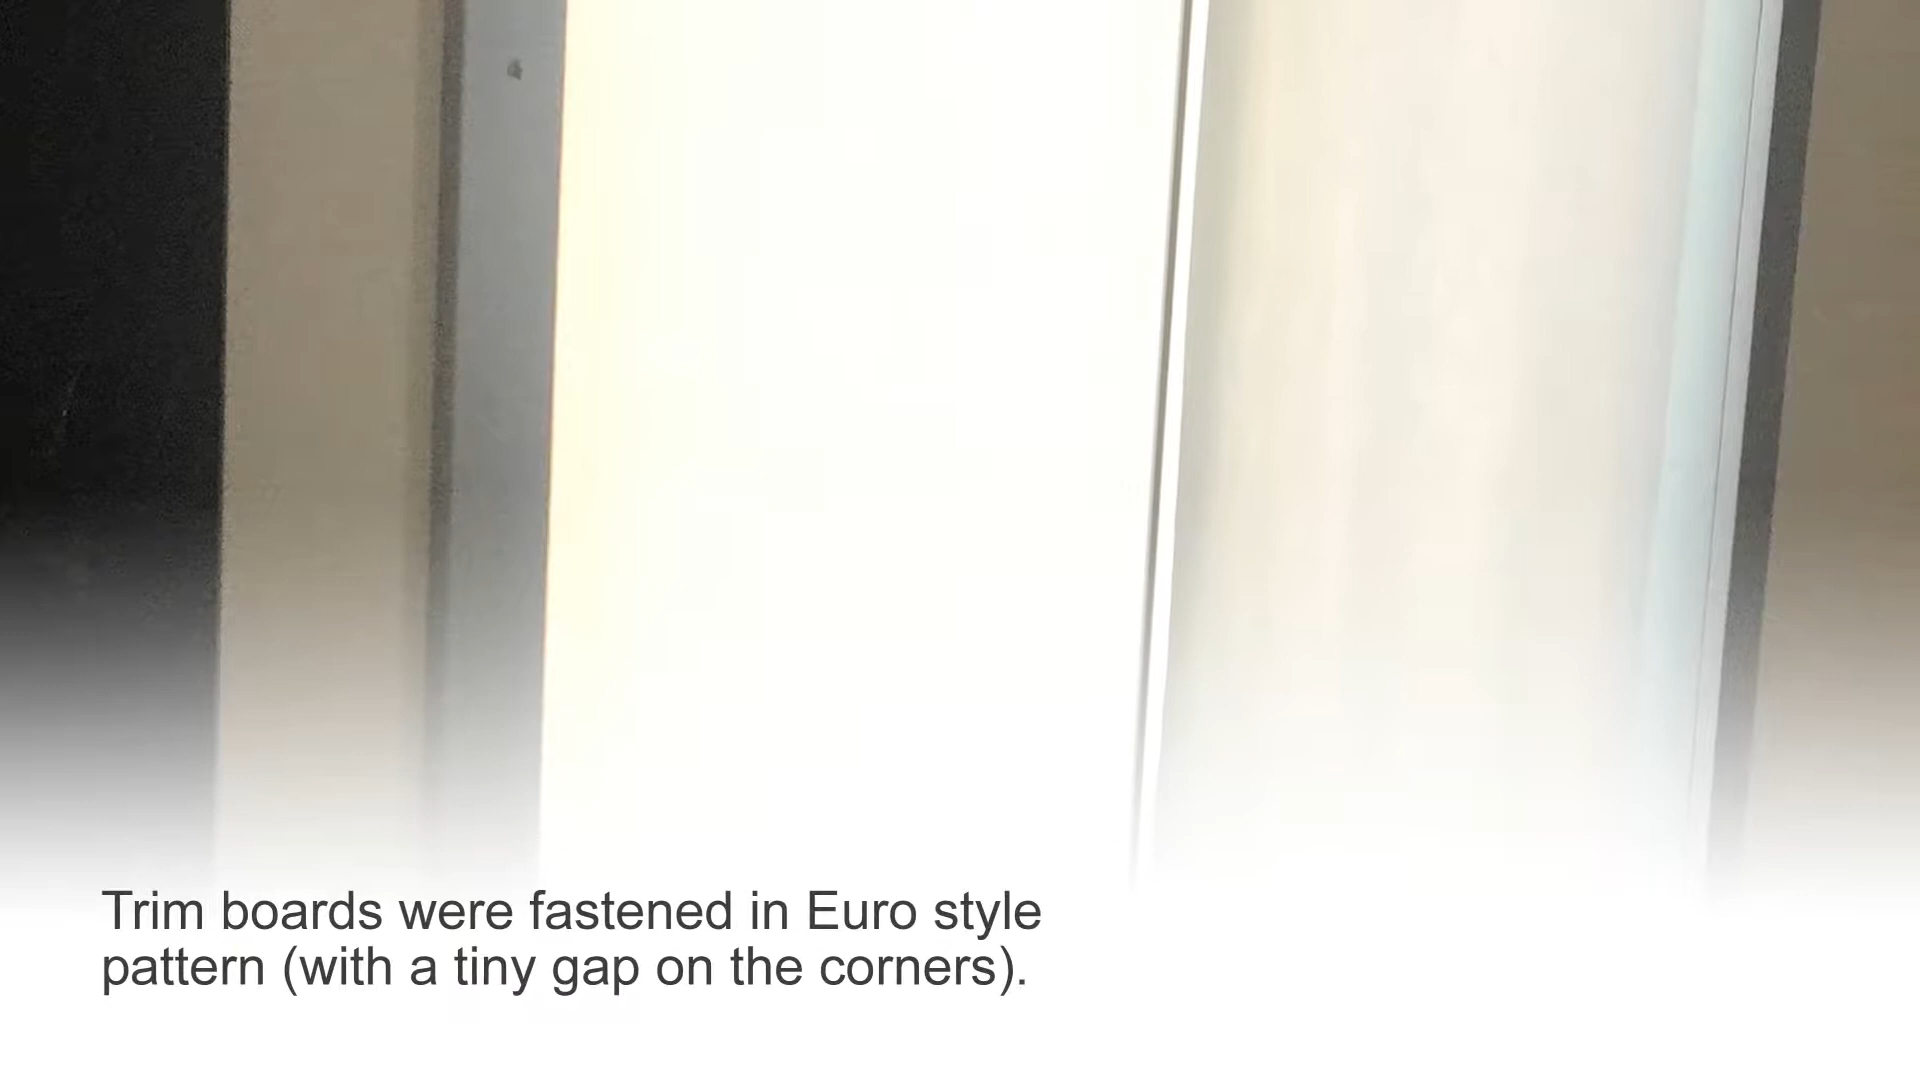 Trim boards were fastened in Euro style
pattern (with a tiny gap on the corners).